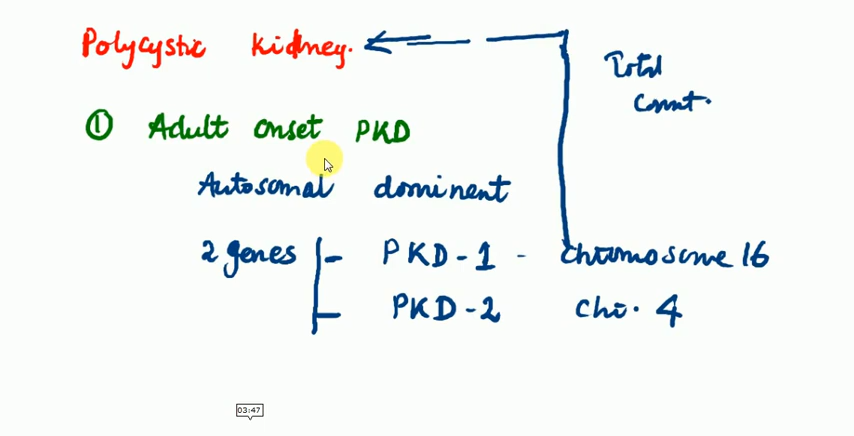 Polycystic kidney.
Total
Count.
① Adult onset PKD
Autosomal dominent
2 genes PKD-1 - Chromosome 16
PKD-2 Chr. 4
03:47